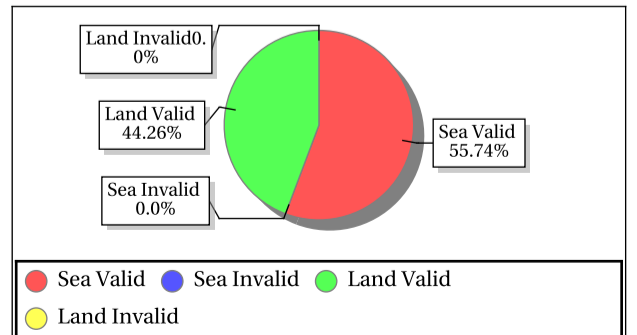 Land Invalid0.
0%
Land Valid
44.26%
Sea Valid
55.74%
Sea Invalid
0.0%
Sea Valid Sea Invalid Land Valid
Land Invalid